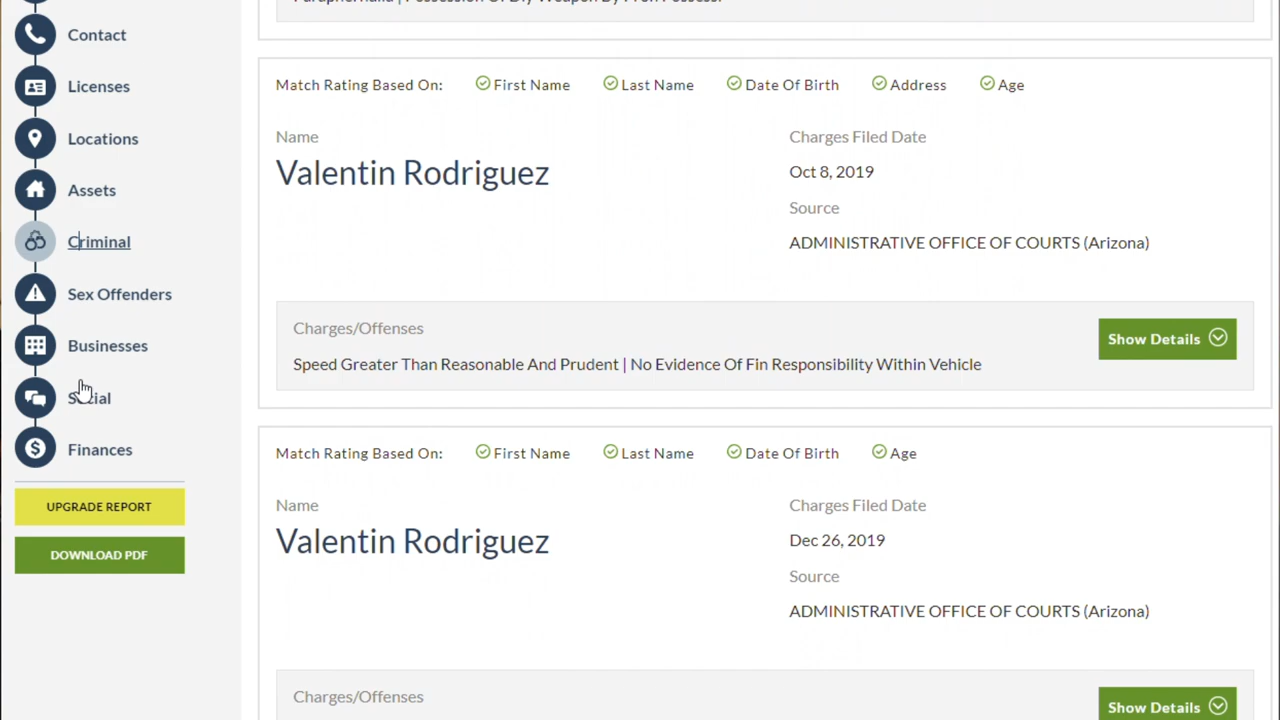 Contact
Licenses
Locations
Assets
Criminal
Sex Offenders
Businesses
Social
Finances
UPGRADE REPORT
DOWNLOAD PDF
Match Rating Based On: First Name Last Name Date Of Birth Address Age
Name
Valentin Rodriguez
Charges Filed Date
Oct 8, 2019
Source
ADMINISTRATIVE OFFICE OF COURTS (Arizona)
Charges/Offenses
Speed Greater Than Reasonable And Prudent | No Evidence Of Fin Responsibility Within Vehicle
Show Details
Match Rating Based On: First Name Last Name Date Of Birth Age
Name
Valentin Rodriguez
Charges Filed Date
Dec 26, 2019
Source
ADMINISTRATIVE OFFICE OF COURTS (Arizona)
Charges/Offenses
Show Details